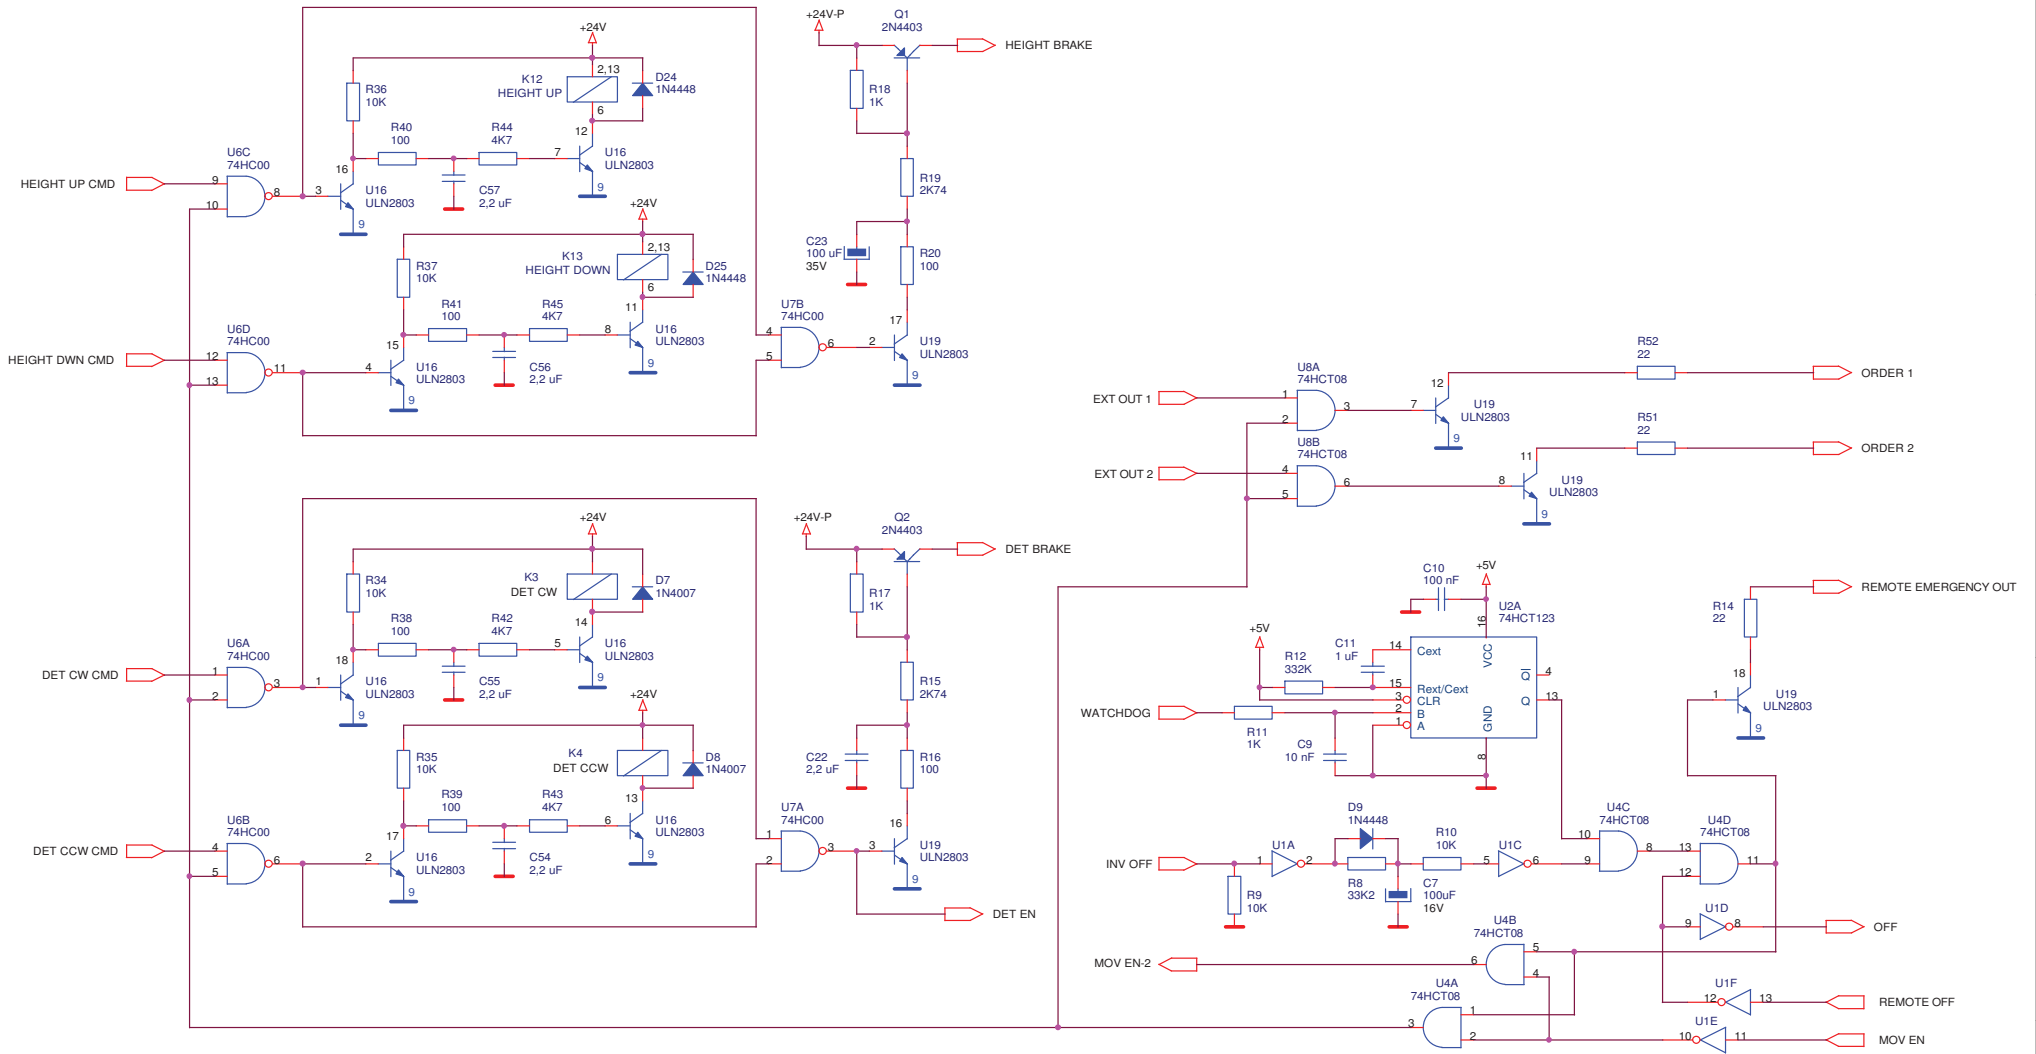 +24V
K12
HEIGHT UP
2,13
6
D24
1N4448
R36
10K
R40
100
R44
4K7
12
7
U16
ULN2803
9
U6C
74HC00
HEIGHT UP CMD
9
10
8
3
16
U16
ULN2803
9
C57
2,2 uF
+24V
K13
HEIGHT DOWN
2,13
6
D25
1N4448
R37
10K
R41
100
R45
4K7
11
8
U16
ULN2803
9
U6D
74HC00
HEIGHT DWN CMD
12
13
11
4
15
U16
ULN2803
9
C56
2,2 uF
+24V-P
Q1
2N4403
HEIGHT BRAKE
R18
1K
R19
2K74
C23
100 uF
35V
R20
100
U7B
74HC00
4
5
6
2
17
U19
ULN2803
9
+24V
K3
DET CW
D7
1N4007
R34
10K
R38
100
R42
4K7
14
5
U16
ULN2803
9
U6A
74HC00
DET CW CMD
1
2
3
1
18
U16
ULN2803
9
C55
2,2 uF
+24V
K4
DET CCW
D8
1N4007
R35
10K
R39
100
R43
4K7
13
6
U16
ULN2803
9
U6B
74HC00
DET CCW CMD
4
5
6
2
17
U16
ULN2803
9
C54
2,2 uF
+24V-P
Q2
2N4403
DET BRAKE
R17
1K
R15
2K74
C22
2,2 uF
R16
100
U7A
74HC00
1
2
3
3
16
U19
ULN2803
9
DET EN
EXT OUT 1
U8A
74HCT08
1
2
3
7
12
U19
ULN2803
9
R52
22
ORDER 1
EXT OUT 2
U8B
74HCT08
4
5
6
8
11
U19
ULN2803
9
R51
22
ORDER 2
C10
100 nF
+5V
U2A
74HCT123
16
+5V
R12
332K
C11
1 uF
14
15
3
2
1
Cext
Rext/Cext
CLR
B
A
VCC
GND
Q
Q
4
13
8
WATCHDOG
R11
1K
C9
10 nF
REMOTE EMERGENCY OUT
R14
22
18
1
U19
ULN2803
9
INV OFF
R9
10K
1
U1A
2
D9
1N4448
R8
33K2
C7
100uF
16V
R10
10K
5
U1C
6
U4C
74HCT08
10
9
8
U4D
74HCT08
13
12
11
9
U1D
8
OFF
U4B
74HCT08
MOV EN-2
6
5
4
U4A
74HCT08
3
1
2
U1F
12
13
REMOTE OFF
U1E
10
11
MOV EN